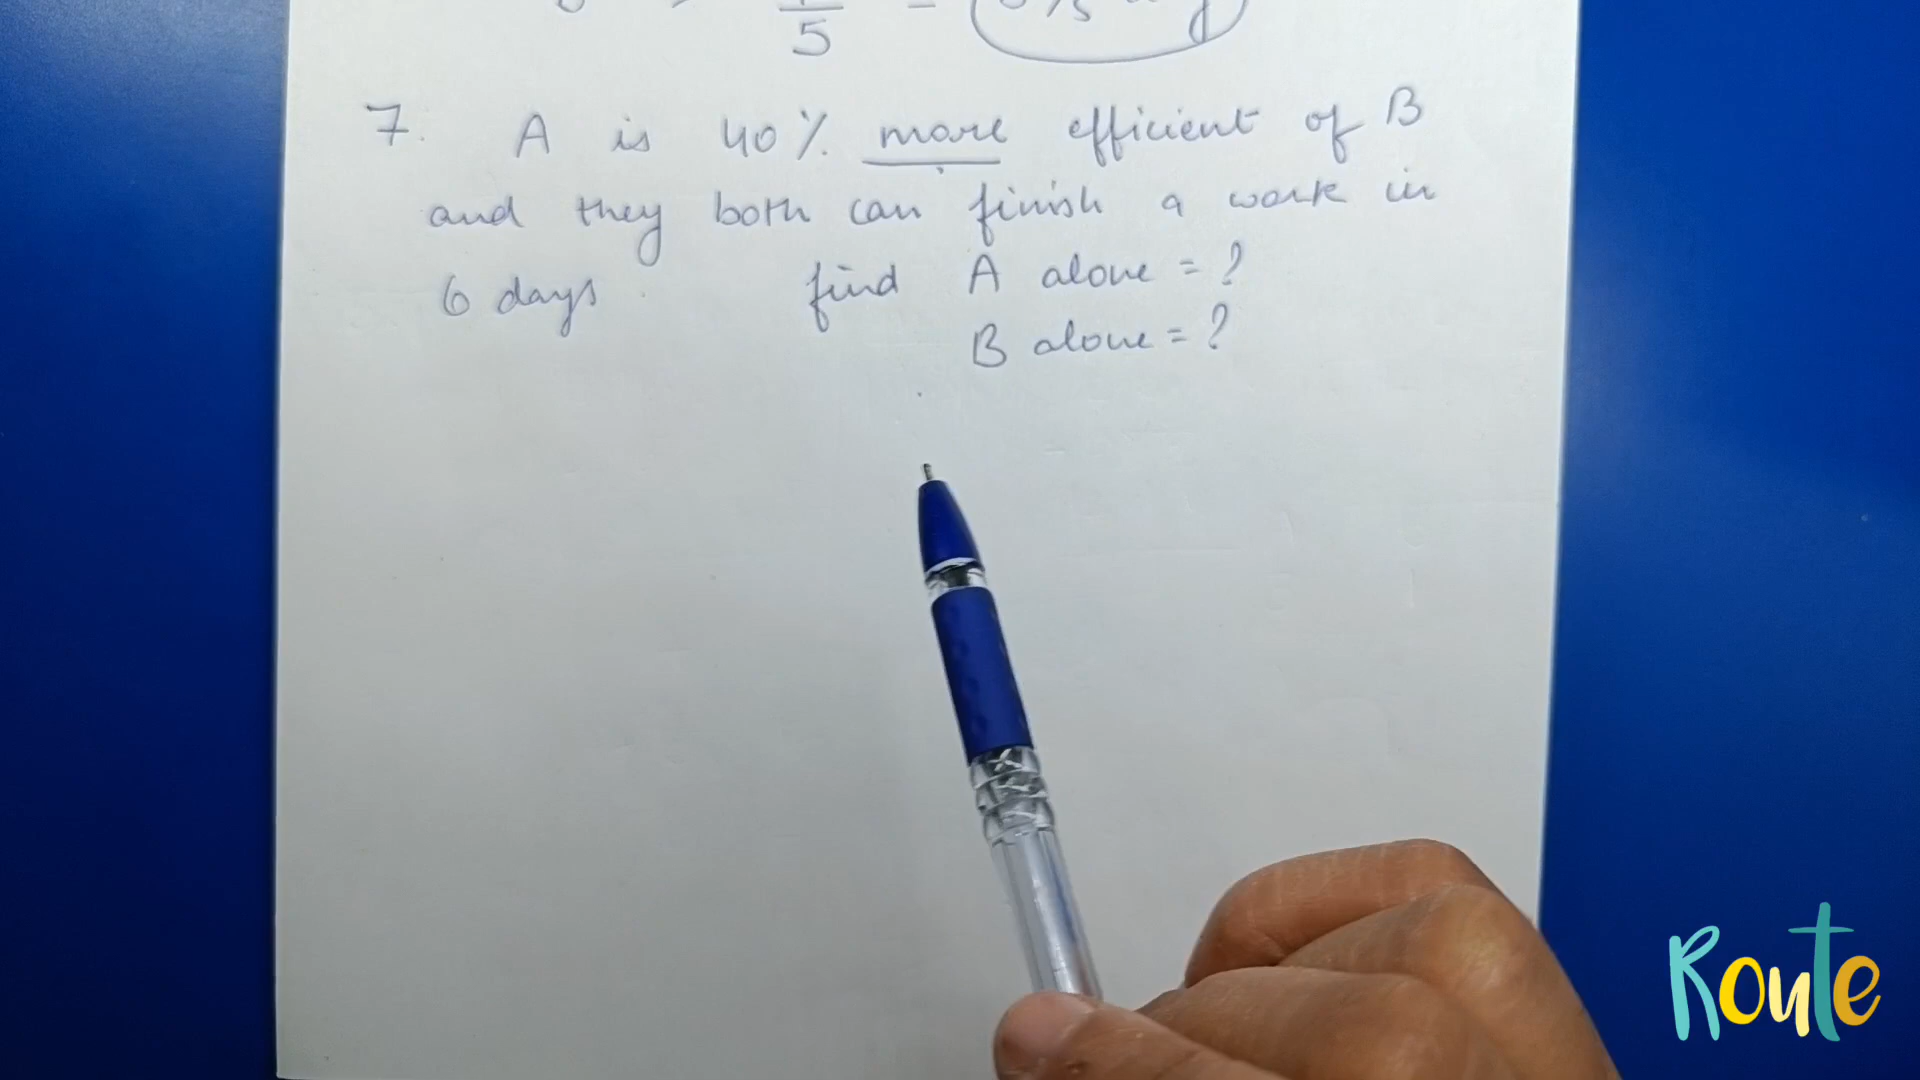 5 =
7. A is 40% more efficient of B
and they both can finish a work in
6 days find A alone = ?
B alone = ?
Route